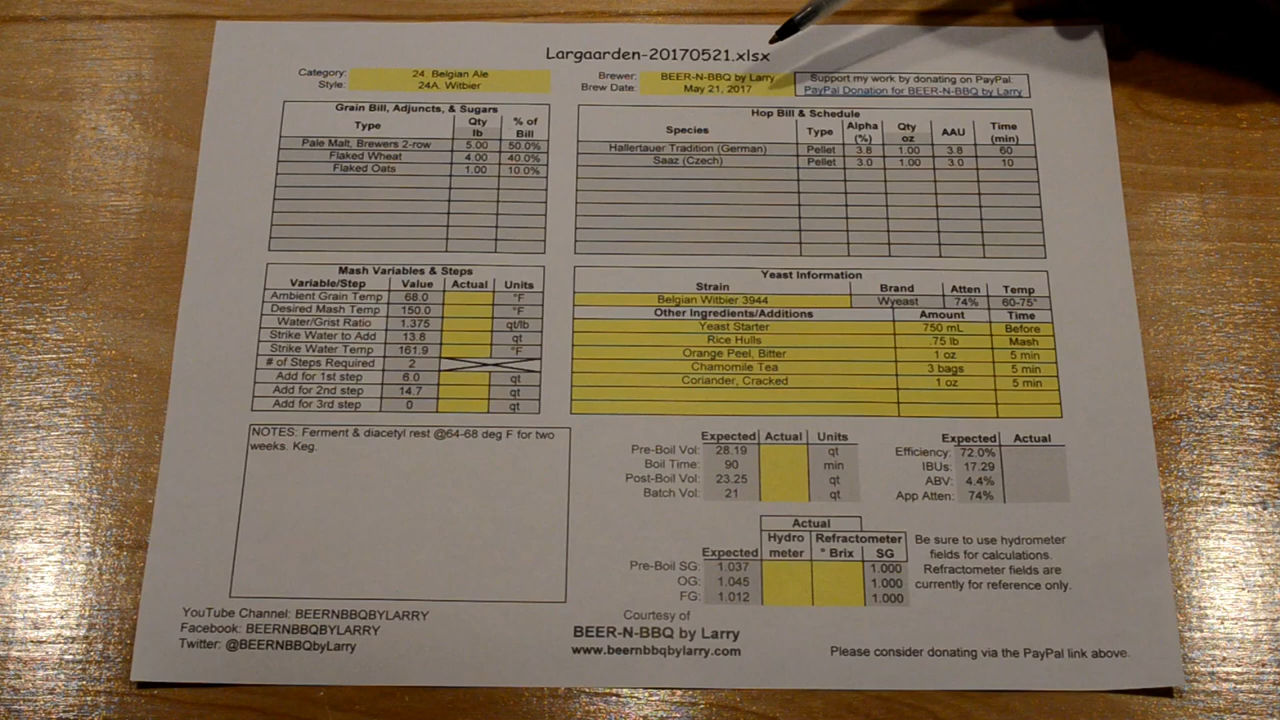 Largaarden-20170521.xlsx
Category: 24. Belgian Ale
Style: 24A. Witbier
Brewer: BEER-N-BBQ by Larry
Brew Date: May 21, 2017
Support my work by donating on PayPal:
PayPal Donation for BEER-N-BBQ by Larry
Grain Bill, Adjuncts, & Sugars
Type Qty lb % of Bill
Pale Malt, Brewers 2-row 5.00 50.0%
Flaked Wheat 4.00 40.0%
Flaked Oats 1.00 10.0%
Hop Bill & Schedule
Species Type Alpha (%) Qty oz AAU Time (min)
Hallertauer Tradition (German) Pellet 3.8 1.00 3.8 60
Saaz (Czech) Pellet 3.0 1.00 3.0 10
Mash Variables & Steps
Variable/Step Value Actual Units
Ambient Grain Temp 68.0 °F
Desired Mash Temp 150.0 °F
Water/Grist Ratio 1.375 qt/lb
Strike Water to Add 13.8 qt
Strike Water Temp 161.9 °F
# of Steps Required 2
Add for 1st step 6.0 qt
Add for 2nd step 14.7 qt
Add for 3rd step 0 qt
Yeast Information
Strain Brand Atten Temp
Belgian Witbier 3944 Wyeast 74% 60-75°
Other Ingredients/Additions Amount Time
Yeast Starter 750 mL Before
Rice Hulls .75 lb Mash
Orange Peel, Bitter 1 oz 5 min
Chamomile Tea 3 bags 5 min
Coriander, Cracked 1 oz 5 min
NOTES: Ferment & diacetyl rest @64-68 deg F for two
weeks. Keg.
Expected Actual Units
Pre-Boil Vol: 28.19 qt
Boil Time: 90 min
Post-Boil Vol: 23.25 qt
Batch Vol: 21 qt
Expected Actual
Efficiency: 72.0%
IBUs: 17.29
ABV: 4.4%
App Atten: 74%
Actual
Expected Hydro meter Refractometer ° Brix SG
Pre-Boil SG: 1.037 1.000
OG: 1.045 1.000
FG: 1.012 1.000
Be sure to use hydrometer
fields for calculations.
Refractometer fields are
currently for reference only.
YouTube Channel: BEERNBBQBYLARRY
Facebook: BEERNBBQBYLARRY
Twitter: @BEERNBBQbyLarry
Courtesy of
BEER-N-BBQ by Larry
www.beernbbqbylarry.com
Please consider donating via the PayPal link above.